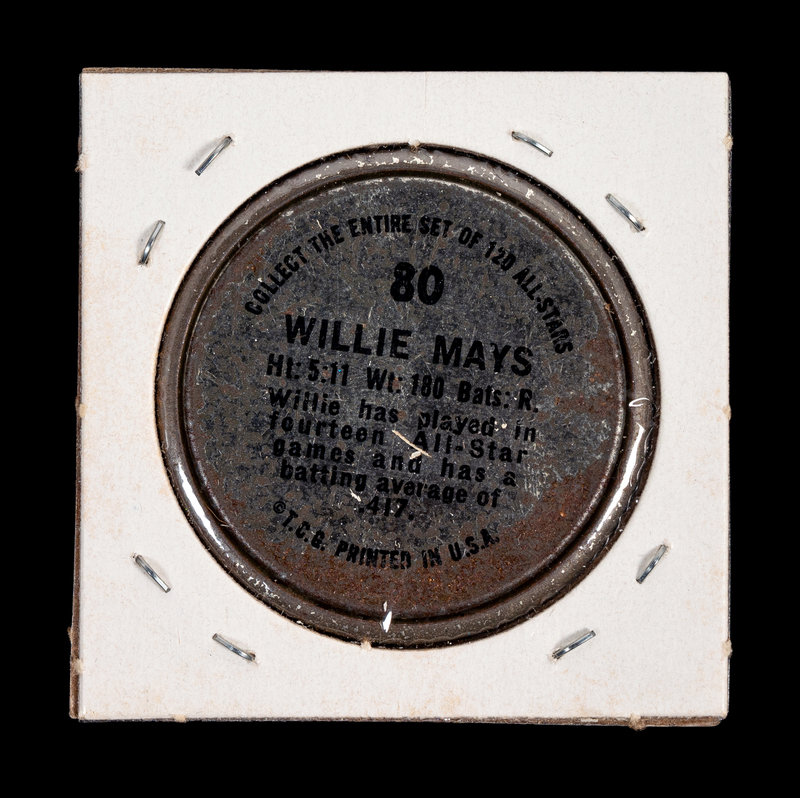 COLLECT THE ENTIRE SET OF 120 ALL-STARS
80
WILLIE MAYS
Ht: 5:11 Wt: 180 Bats: R.
Willie has played in
fourteen All-Star
games and has a
batting average of
.417.
©T.C.G. PRINTED IN U.S.A.